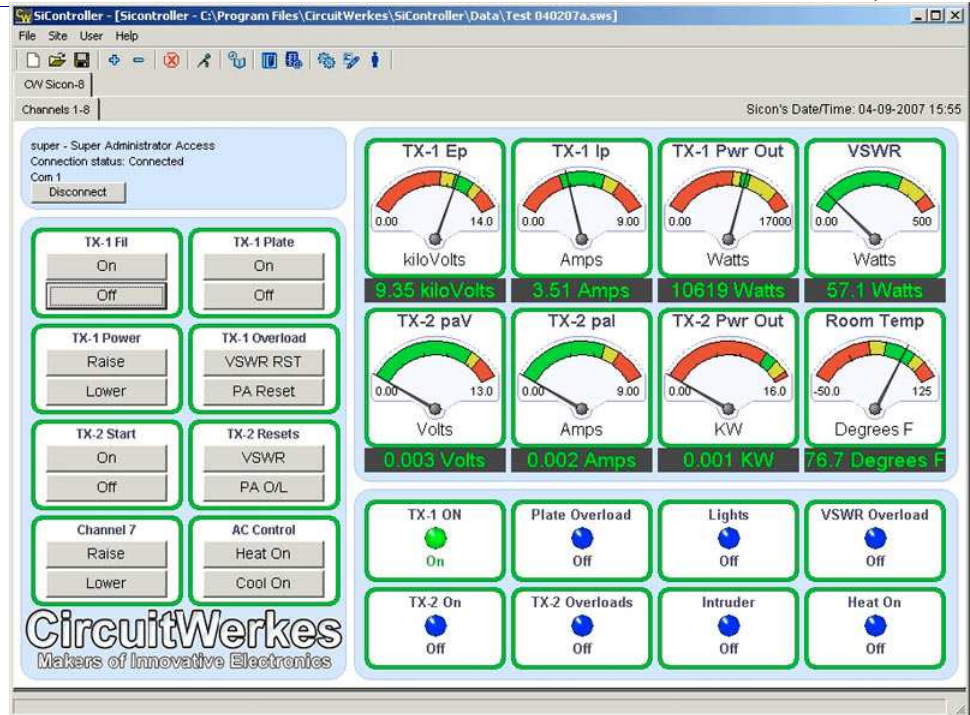 SiController - [Sicontroller - C:\Program Files\CircuitWerkes\SiController\Data\Test 040207a.sws]
File Site User Help
CW Sicon-8
Channels 1-8
Sicon's Date/Time: 04-09-2007 15:55
super - Super Administrator Access
Connection status: Connected
Com 1
Disconnect
TX-1 Fil
On
Off
TX-1 Plate
On
Off
TX-1 Power
Raise
Lower
TX-1 Overload
VSWR RST
PA Reset
TX-2 Start
On
Off
TX-2 Resets
VSWR
PA O/L
Channel 7
Raise
Lower
AC Control
Heat On
Cool On
CircuitWerkes
Makers of Innovative Electronics
TX-1 Ep
0.00 14.0
kiloVolts
9.35 kiloVolts
TX-1 Ip
0.00 9.00
Amps
3.51 Amps
TX-1 Pwr Out
0.00 17000
Watts
10619 Watts
VSWR
0.00 500
Watts
57.1 Watts
TX-2 paV
0.00 13.0
Volts
0.003 Volts
TX-2 paI
0.00 9.00
Amps
0.002 Amps
TX-2 Pwr Out
0.00 16.0
KW
0.001 KW
Room Temp
-50.0 125
Degrees F
76.7 Degrees F
TX-1 ON
On
Plate Overload
Off
Lights
Off
VSWR Overload
Off
TX-2 On
Off
TX-2 Overloads
Off
Intruder
Off
Heat On
Off